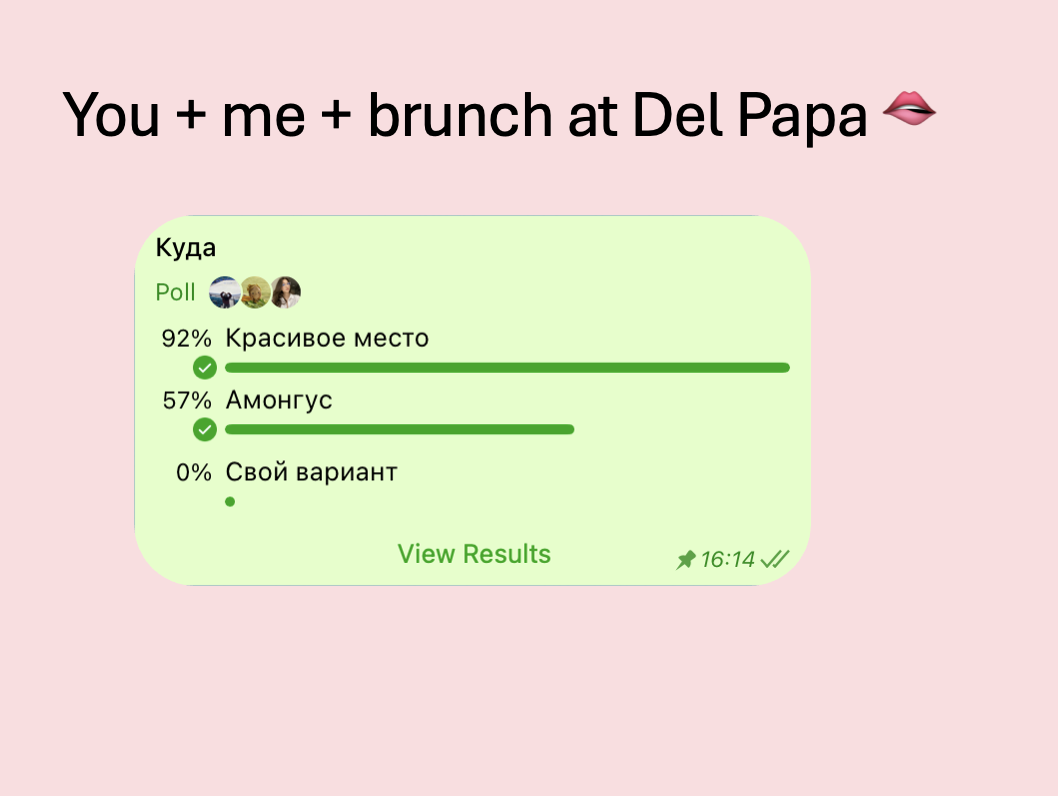 You + me + brunch at Del Papa 🫦
Куда
Poll
92% Красивое место
57% Амонгус
0% Свой вариант
View Results
16:14